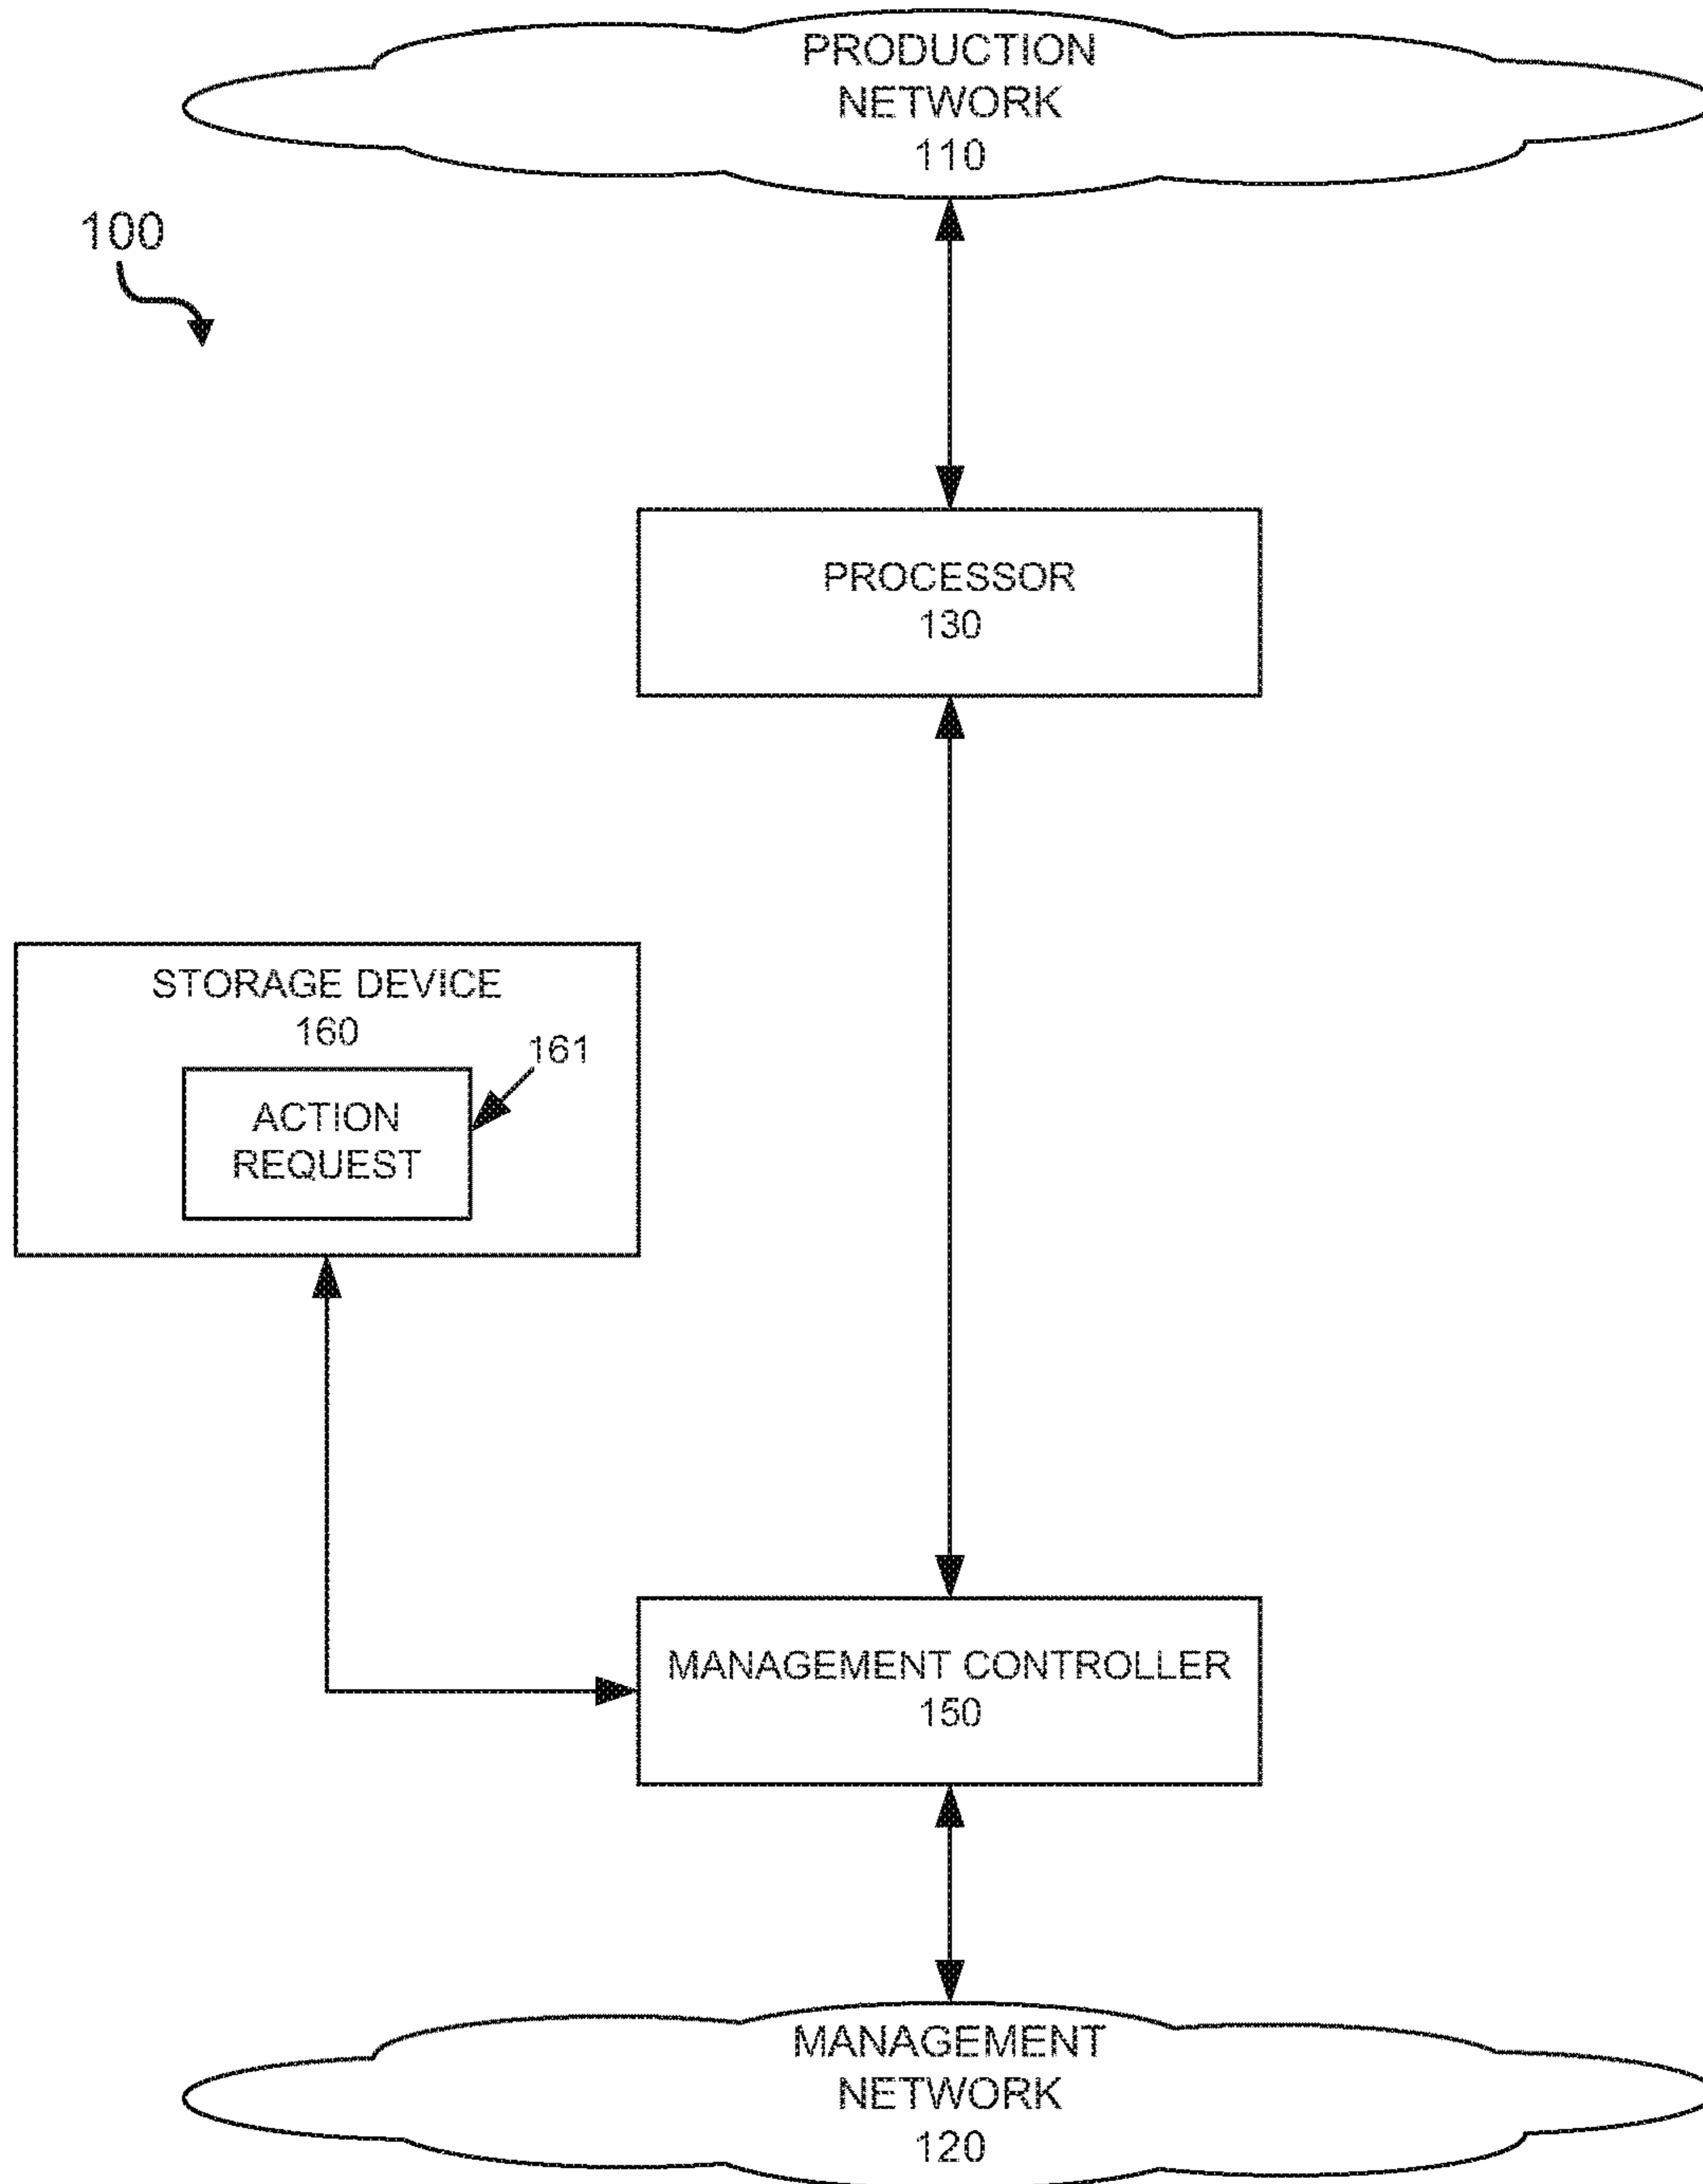 PRODUCTION
NETWORK
110
100
PROCESSOR
130
STORAGE DEVICE
160
161
ACTION
REQUEST
MANAGEMENT CONTROLLER
150
MANAGEMENT
NETWORK
120